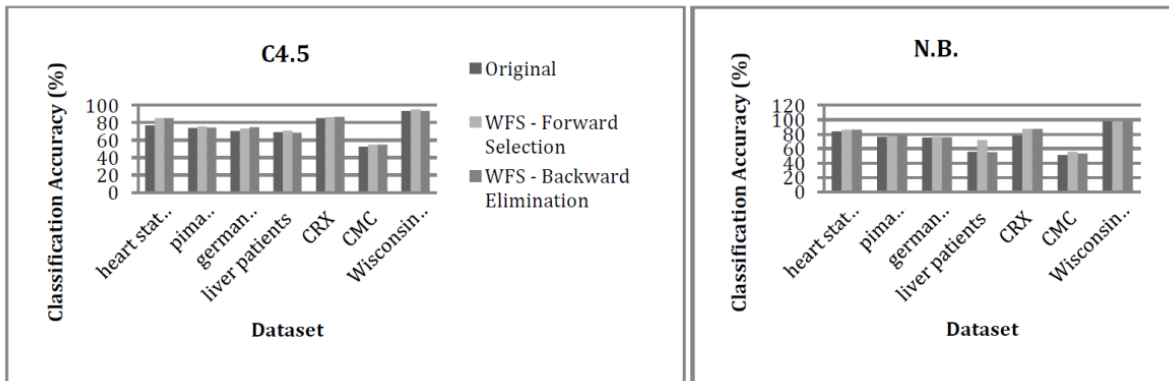 C4.5
Classification Accuracy (%)
100
80
60
40
20
0
heart stat..
pima..
german..
liver patients
CRX
CMC
Wisconsin..
Dataset
Original
WFS - Forward
Selection
WFS - Backward
Elimination
N.B.
Classification Accuracy (%)
120
100
80
60
40
20
0
heart stat..
pima..
german..
liver patients
CRX
CMC
Wisconsin..
Dataset